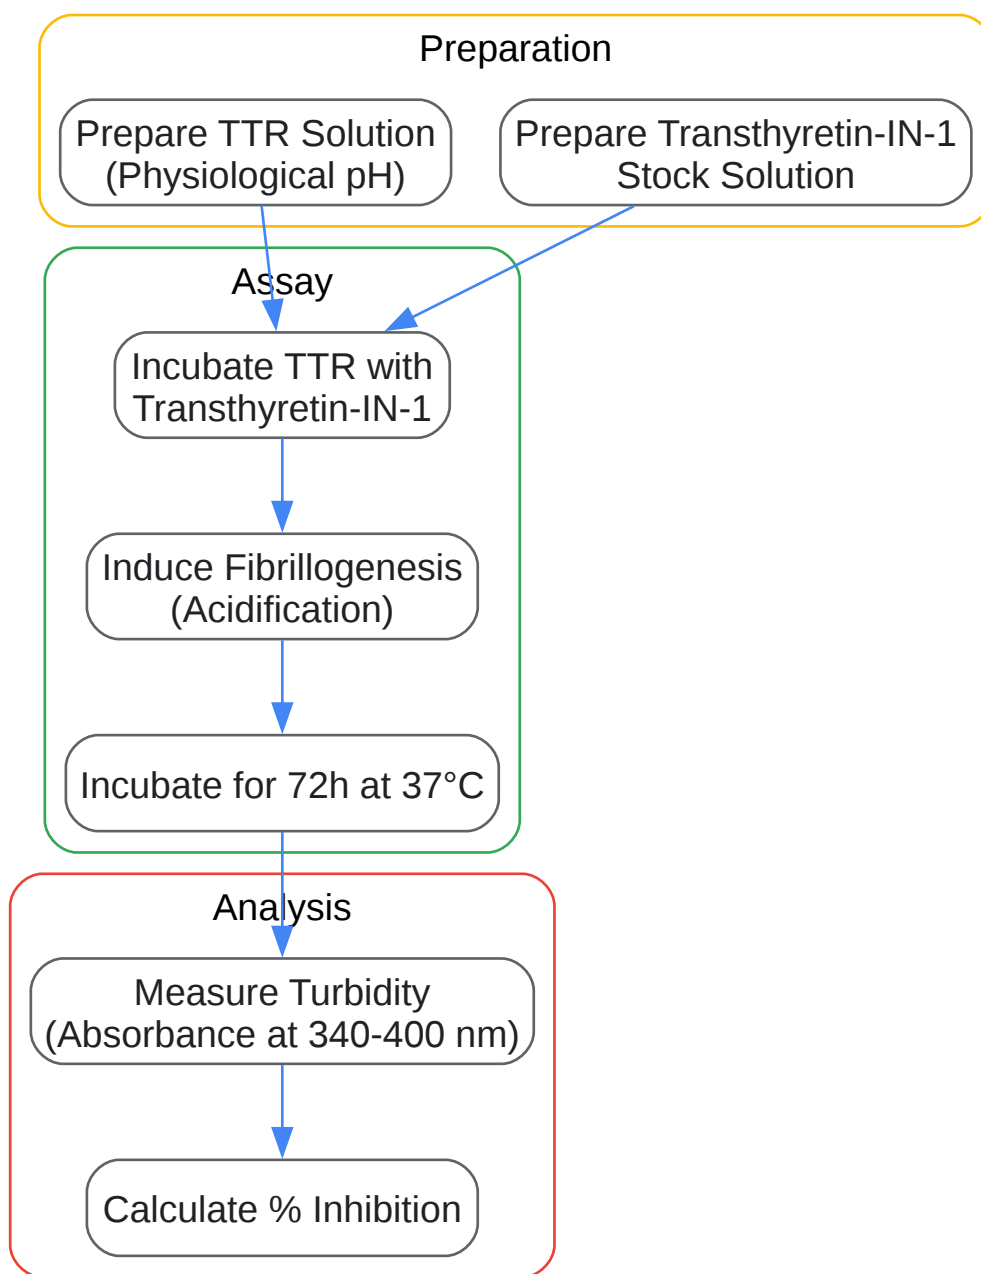 Preparation
Prepare TTR Solution
(Physiological pH)
Prepare Transthyretin-IN-1
Stock Solution
Assay
Incubate TTR with
Transthyretin-IN-1
Induce Fibrillogenesis
(Acidification)
Incubate for 72h at 37°C
Analysis
Measure Turbidity
(Absorbance at 340-400 nm)
Calculate % Inhibition